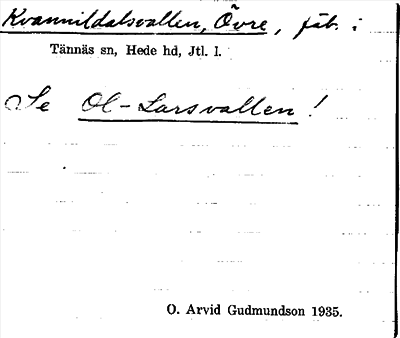 Kvannildalsvallen, Övre, fäb. i
Tännäs sn, Hede hd, Jtl. l.
Se Ol-Larsvallen!
O. Arvid Gudmundson 1935.